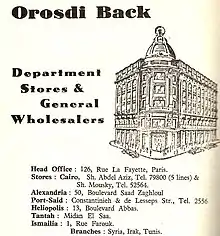 Orosdi Back
Department
Stores &
General
Wholesalers
Head Office : 126, Rue La Fayette, Paris.
Stores : Cairo, Sh. Abdel Aziz, Tel. 79800 (5 lines) &
Sh. Mousky, Tel. 52564.
Alexandria : 50, Boulevard Saad Zaghloul
Port-Said : Constantinieh & de Lesseps Str., Tel. 2556
Heliopolis : 13, Boulevard Abbas.
Tantah : Midan El Saa.
Ismailia : 1, Rue Farouk.
Branches : Syria, Irak, Tunis.